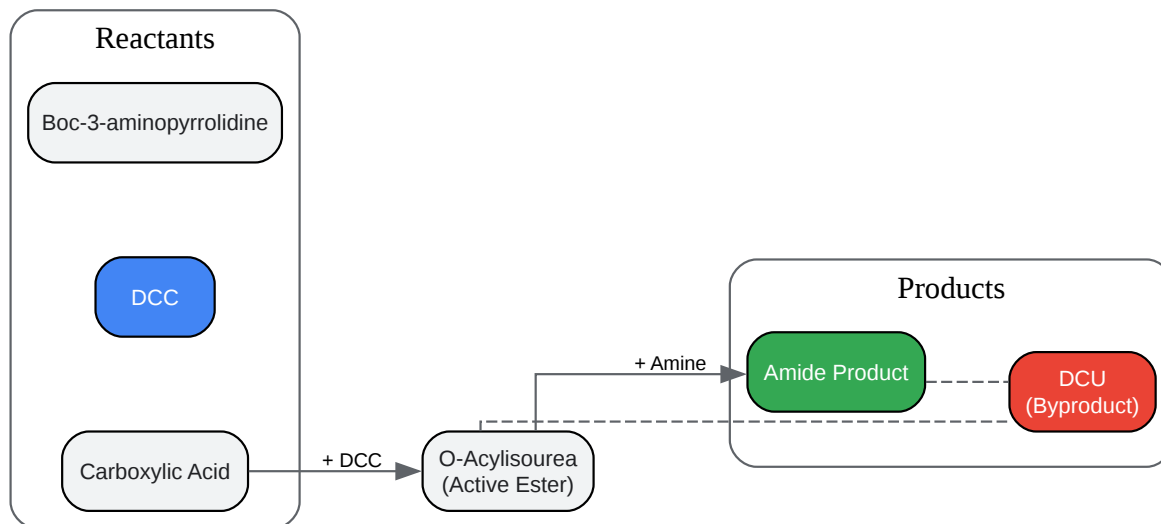 Reactants
Boc-3-aminopyrrolidine
DCC
Carboxylic Acid
+ DCC
O-Acylisourea
(Active Ester)
+ Amine
Products
Amide Product
DCU
(Byproduct)